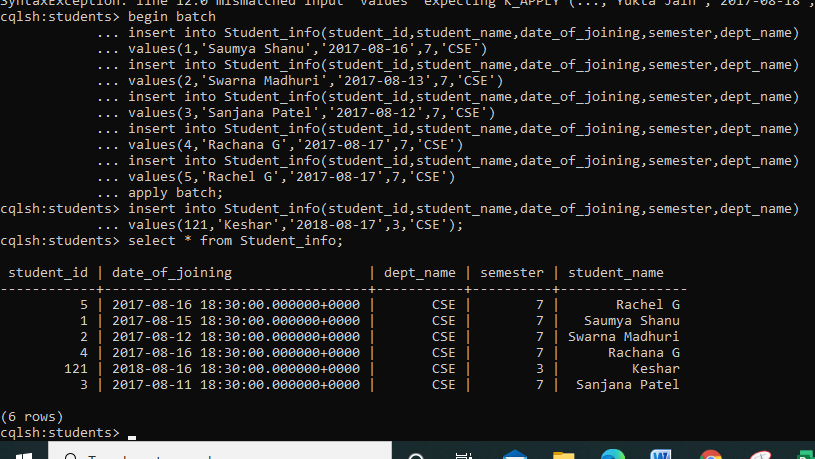 SyntaxException: line 12:0 mismatched input 'values' expecting K_APPLY (..., 'Yukta Jain', '2017-08-18',
cqlsh:students> begin batch
... insert into Student_info(student_id,student_name,date_of_joining,semester,dept_name)
... values(1,'Saumya Shanu','2017-08-16',7,'CSE')
... insert into Student_info(student_id,student_name,date_of_joining,semester,dept_name)
... values(2,'Swarna Madhuri','2017-08-13',7,'CSE')
... insert into Student_info(student_id,student_name,date_of_joining,semester,dept_name)
... values(3,'Sanjana Patel','2017-08-12',7,'CSE')
... insert into Student_info(student_id,student_name,date_of_joining,semester,dept_name)
... values(4,'Rachana G','2017-08-17',7,'CSE')
... insert into Student_info(student_id,student_name,date_of_joining,semester,dept_name)
... values(5,'Rachel G','2017-08-17',7,'CSE')
... apply batch;
cqlsh:students> insert into Student_info(student_id,student_name,date_of_joining,semester,dept_name)
... values(121,'Keshar','2018-08-17',3,'CSE');
cqlsh:students> select * from Student_info;
student_id | date_of_joining | dept_name | semester | student_name
------------+---------------------------------+-----------+----------+----------------
5 | 2017-08-16 18:30:00.000000+0000 | CSE | 7 | Rachel G
1 | 2017-08-15 18:30:00.000000+0000 | CSE | 7 | Saumya Shanu
2 | 2017-08-12 18:30:00.000000+0000 | CSE | 7 | Swarna Madhuri
4 | 2017-08-16 18:30:00.000000+0000 | CSE | 7 | Rachana G
121 | 2018-08-16 18:30:00.000000+0000 | CSE | 3 | Keshar
3 | 2017-08-11 18:30:00.000000+0000 | CSE | 7 | Sanjana Patel
(6 rows)
cqlsh:students>